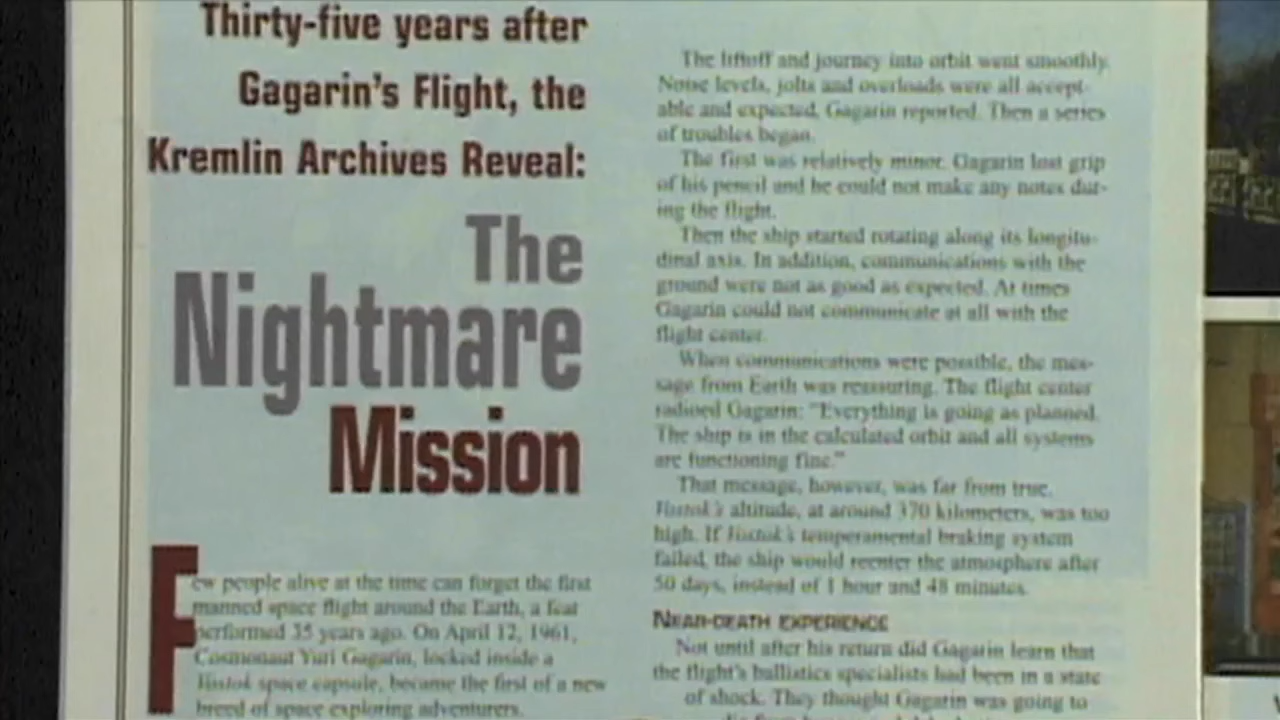 Thirty-five years after
Gagarin's Flight, the
Kremlin Archives Reveal:
The
Nightmare
Mission
Few people alive at the time can forget the first
manned space flight around the Earth, a feat
performed 35 years ago. On April 12, 1961,
Cosmonaut Yuri Gagarin, locked inside a
Vostok space capsule, became the first of a new
breed of space exploring adventurers.
The liftoff and journey into orbit went smoothly.
Noise levels, jolts and overloads were all accept-
able and expected, Gagarin reported. Then a series
of troubles began.
The first was relatively minor. Gagarin lost grip
of his pencil and he could not make any notes dur-
ing the flight.
Then the ship started rotating along its longitu-
dinal axis. In addition, communications with the
ground were not as good as expected. At times
Gagarin could not communicate at all with the
flight center.
When communications were possible, the mes-
sage from Earth was reassuring. The flight center
radioed Gagarin: "Everything is going as planned.
The ship is in the calculated orbit and all systems
are functioning fine."
That message, however, was far from true.
Vostok's altitude, at around 370 kilometers, was too
high. If Vostok's temperamental braking system
failed, the ship would reenter the atmosphere after
50 days, instead of 1 hour and 48 minutes.
NEAR-DEATH EXPERIENCE
Not until after his return did Gagarin learn that
the flight's ballistics specialists had been in a state
of shock. They thought Gagarin was going to